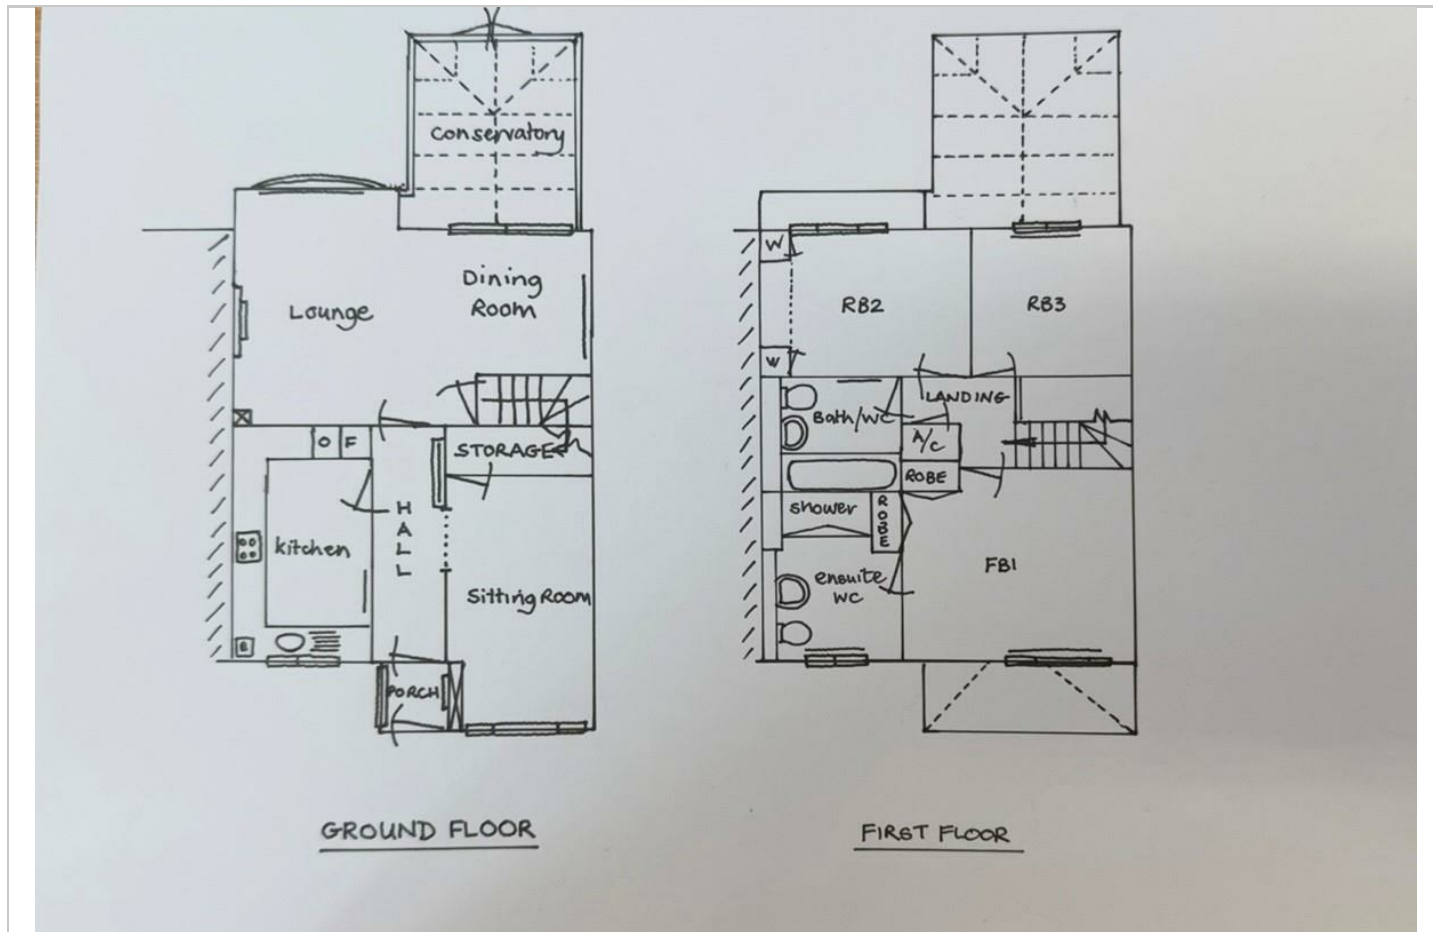 Conservatory
Lounge
Dining
Room
O F
STORAGE
HALL
kitchen
Sitting Room
B
PORCH
GROUND FLOOR
W
RB2
RB3
W
LANDING
Bath/WC
A/C
ROBE
shower
ROBE
FB1
ensuite
WC
FIRST FLOOR